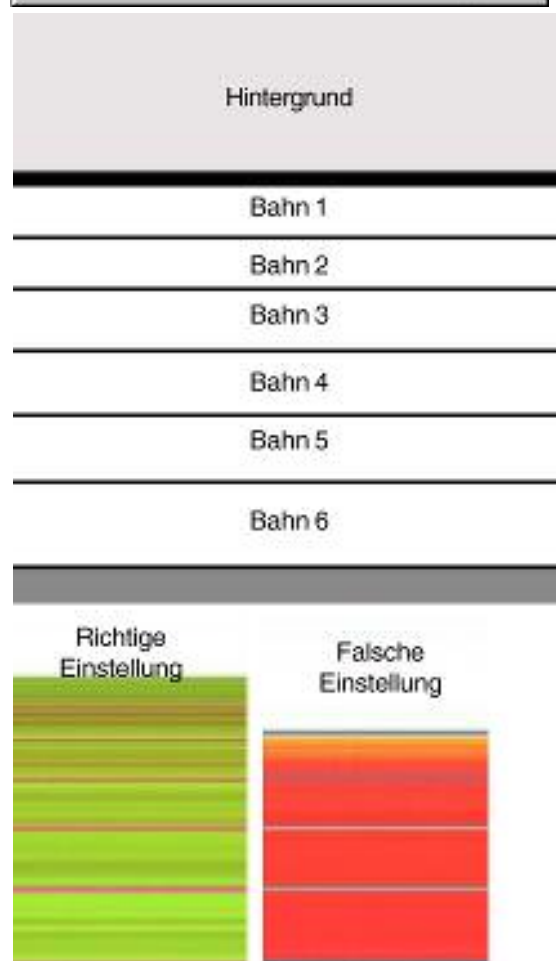 Hintergrund
Bahn 1
Bahn 2
Bahn 3
Bahn 4
Bahn 5
Bahn 6
Richtige
Einstellung
Falsche
Einstellung